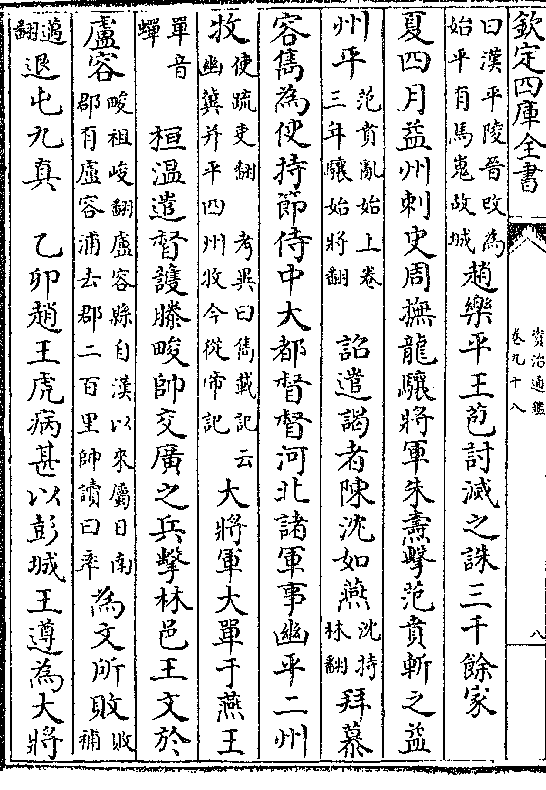 欽定四庫全書 資治通鑑 卷九十八 八
曰漢平陵晉改為
始平有馬嵬故城
趙樂平王苞討滅之誅三千餘家
夏四月益州刺史周撫龍驤將軍朱燾擊范賁斬之益
州平
范賁亂始上卷
三年驤始將翻
詔遣謁者陳沈如燕
沈持
林翻
拜慕
容儁為使持節侍中大都督督河北諸軍事幽平二州
牧
使疏吏翻 考異曰儁載記云
幽冀并平四州牧今從帝記
大將軍大單于燕王
單音
蟬
桓温遣督護滕畯帥交廣之兵擊林邑王文於
盧容
畯祖峻翻盧容縣自漢以來屬日南
郡有盧容浦去郡二百里帥讀曰率
為文所敗
敗
補
邁
翻
退屯九真 乙卯趙王虎病甚以彭城王遵為大將